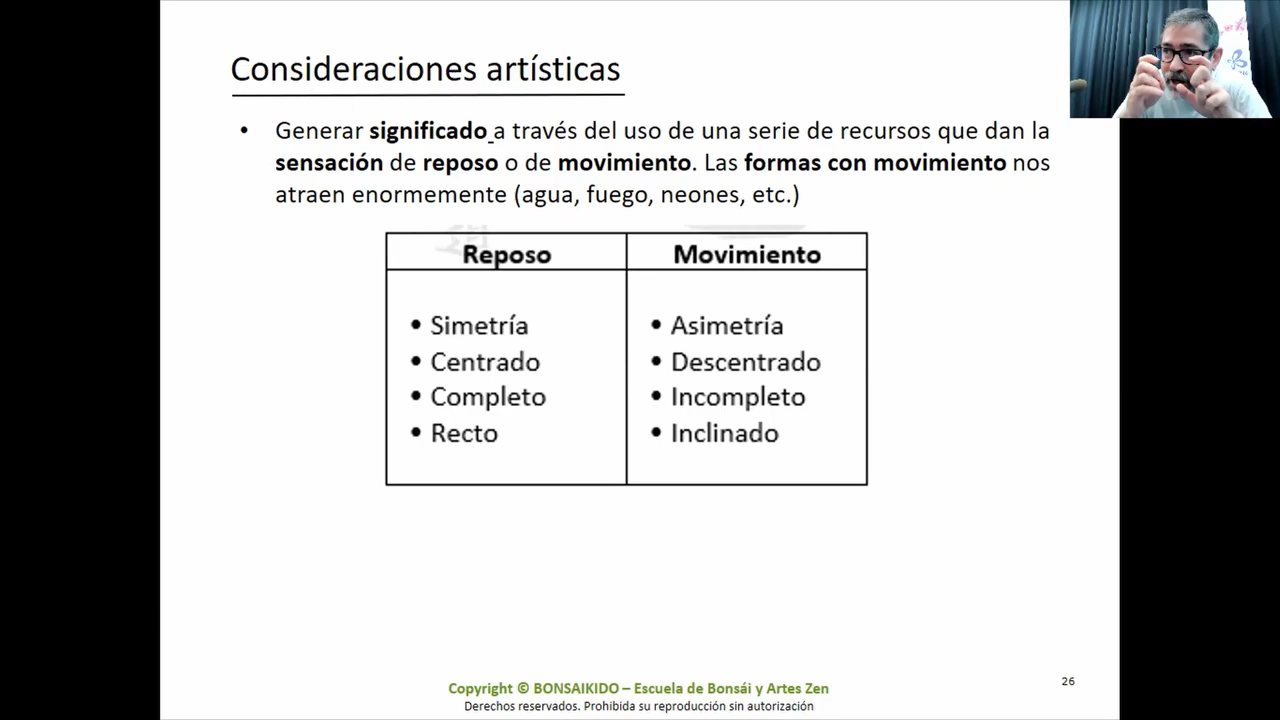 Consideraciones artísticas
• Generar significado a través del uso de una serie de recursos que dan la
sensación de reposo o de movimiento. Las formas con movimiento nos
atraen enormemente (agua, fuego, neones, etc.)
Reposo Movimiento
• Simetría • Asimetría
• Centrado • Descentrado
• Completo • Incompleto
• Recto • Inclinado
Copyright © BONSAIKIDO – Escuela de Bonsái y Artes Zen
Derechos reservados. Prohibida su reproducción sin autorización
26